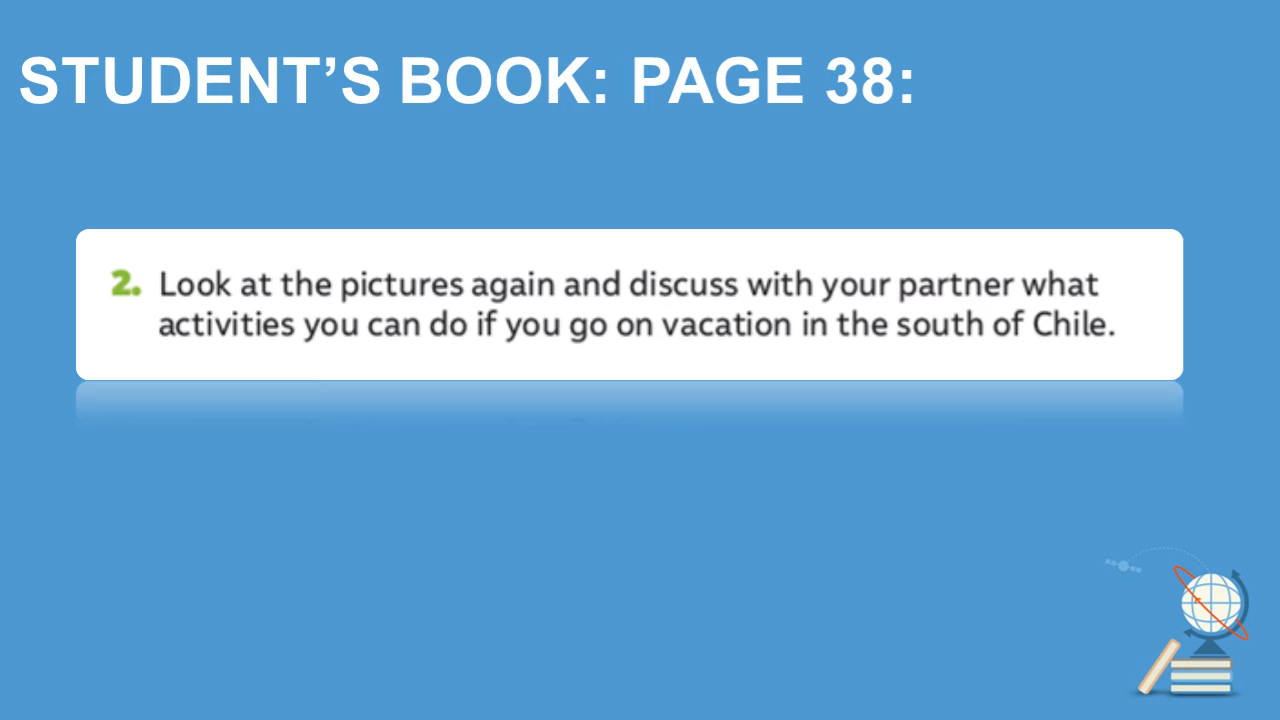 STUDENT’S BOOK: PAGE 38:
2. Look at the pictures again and discuss with your partner what
activities you can do if you go on vacation in the south of Chile.